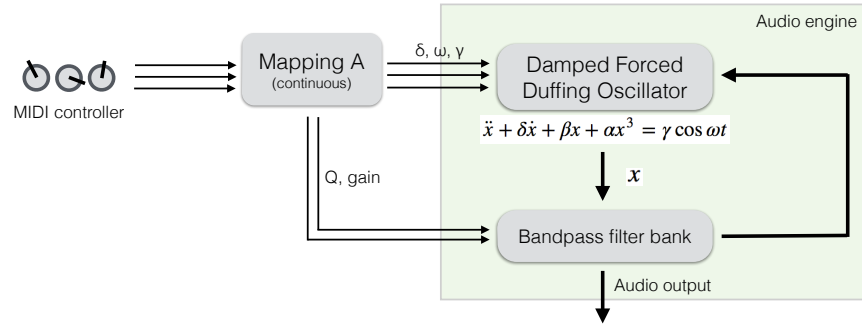 Audio engine
δ, ω, γ
Mapping A
(continuous)
Damped Forced
Duffing Oscillator
MIDI controller
ẍ + δẋ + βx + αx³ = γ cos ωt
Q, gain
x
Bandpass filter bank
Audio output